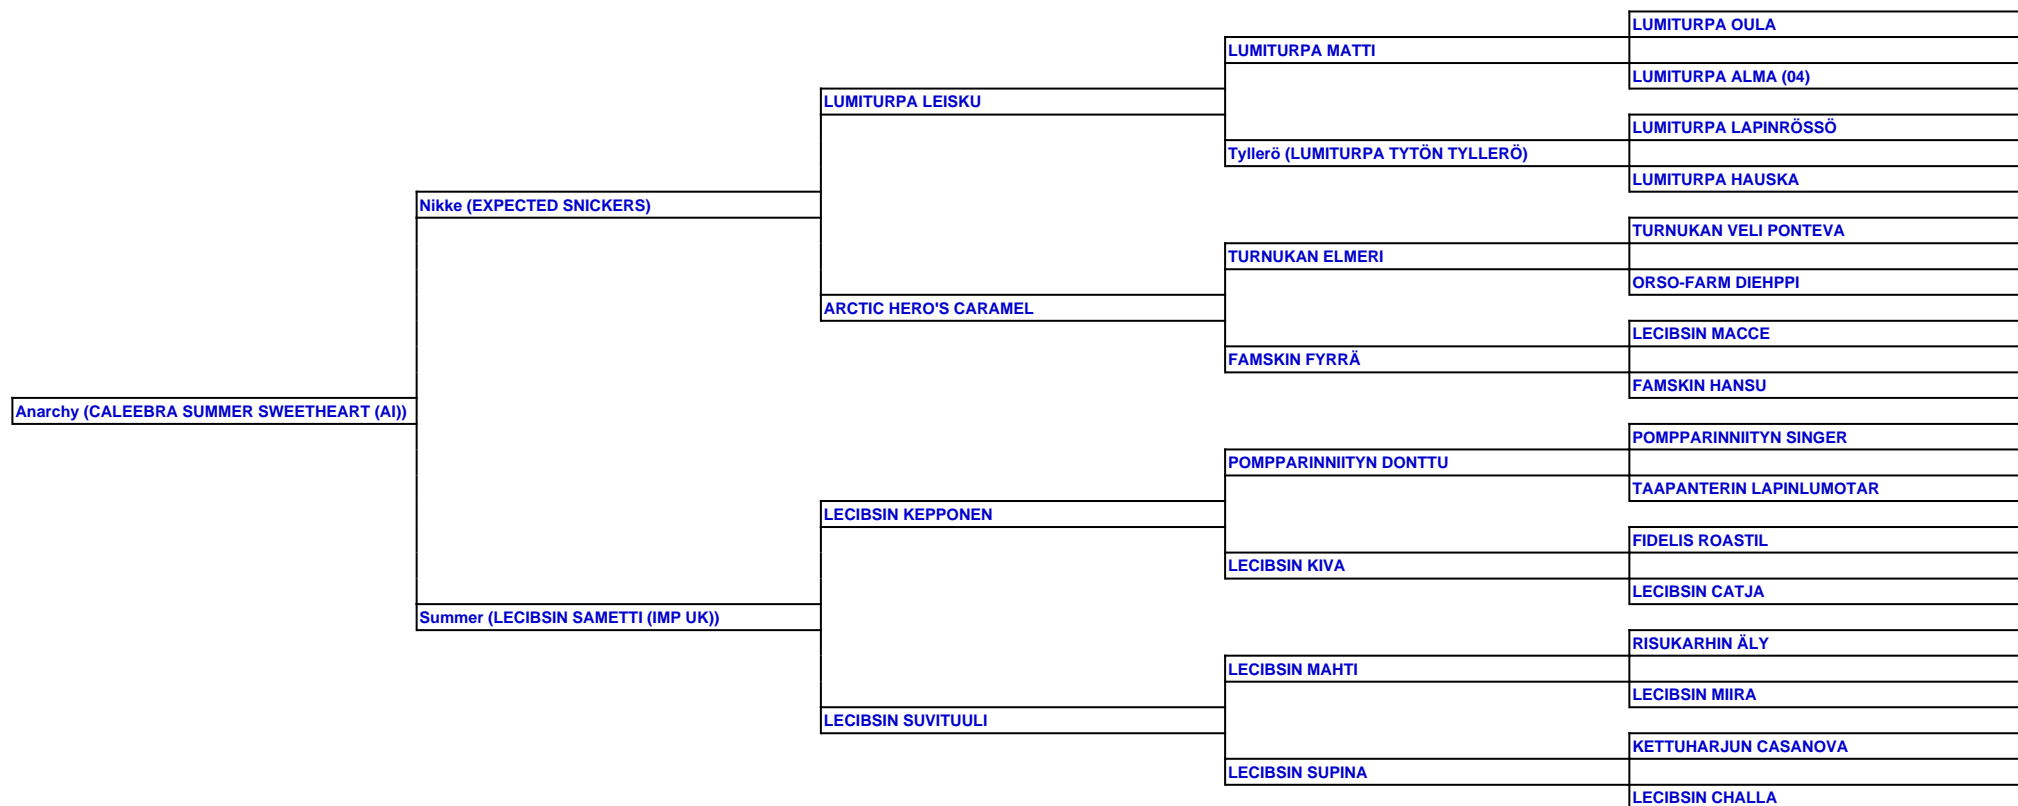 LUMITURPA OULA
LUMITURPA MATTI
LUMITURPA ALMA (04)
LUMITURPA LEISKU
LUMITURPA LAPINRÖSSÖ
Tyllerö (LUMITURPA TYTÖN TYLLERÖ)
LUMITURPA HAUSKA
Nikke (EXPECTED SNICKERS)
TURNUKAN VELI PONTEVA
TURNUKAN ELMERI
ORSO-FARM DIEHPPI
ARCTIC HERO'S CARAMEL
LECIBSIN MACCE
FAMSKIN FYRRÄ
FAMSKIN HANSU
Anarchy (CALEEBRA SUMMER SWEETHEART (AI))
POMPPARINNIITYN SINGER
POMPPARINNIITYN DONTTU
TAAPANTERIN LAPINLUMOTAR
LECIBSIN KEPPONEN
FIDELIS ROASTIL
LECIBSIN KIVA
LECIBSIN CATJA
Summer (LECIBSIN SAMETTI (IMP UK))
RISUKARHIN ÄLY
LECIBSIN MAHTI
LECIBSIN MIIRA
LECIBSIN SUVITUULI
KETTUHARJUN CASANOVA
LECIBSIN SUPINA
LECIBSIN CHALLA